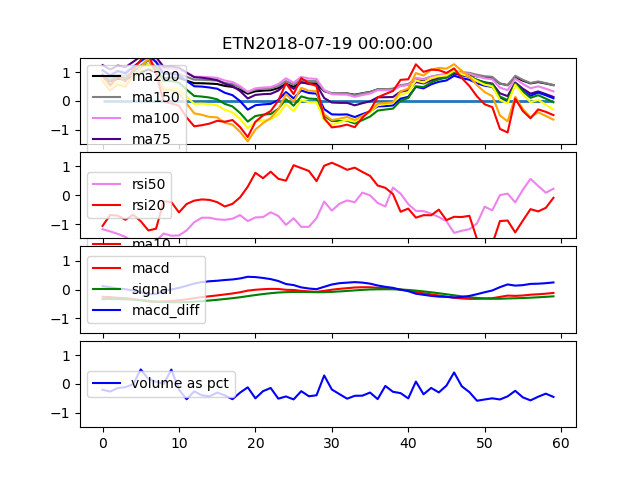 ETN2018-07-19 00:00:00
1
0
−1
ma200
ma150
ma100
ma75
ma10
1
0
−1
rsi50
rsi20
1
0
−1
macd
signal
macd_diff
1
0
−1
volume as pct
0 10 20 30 40 50 60